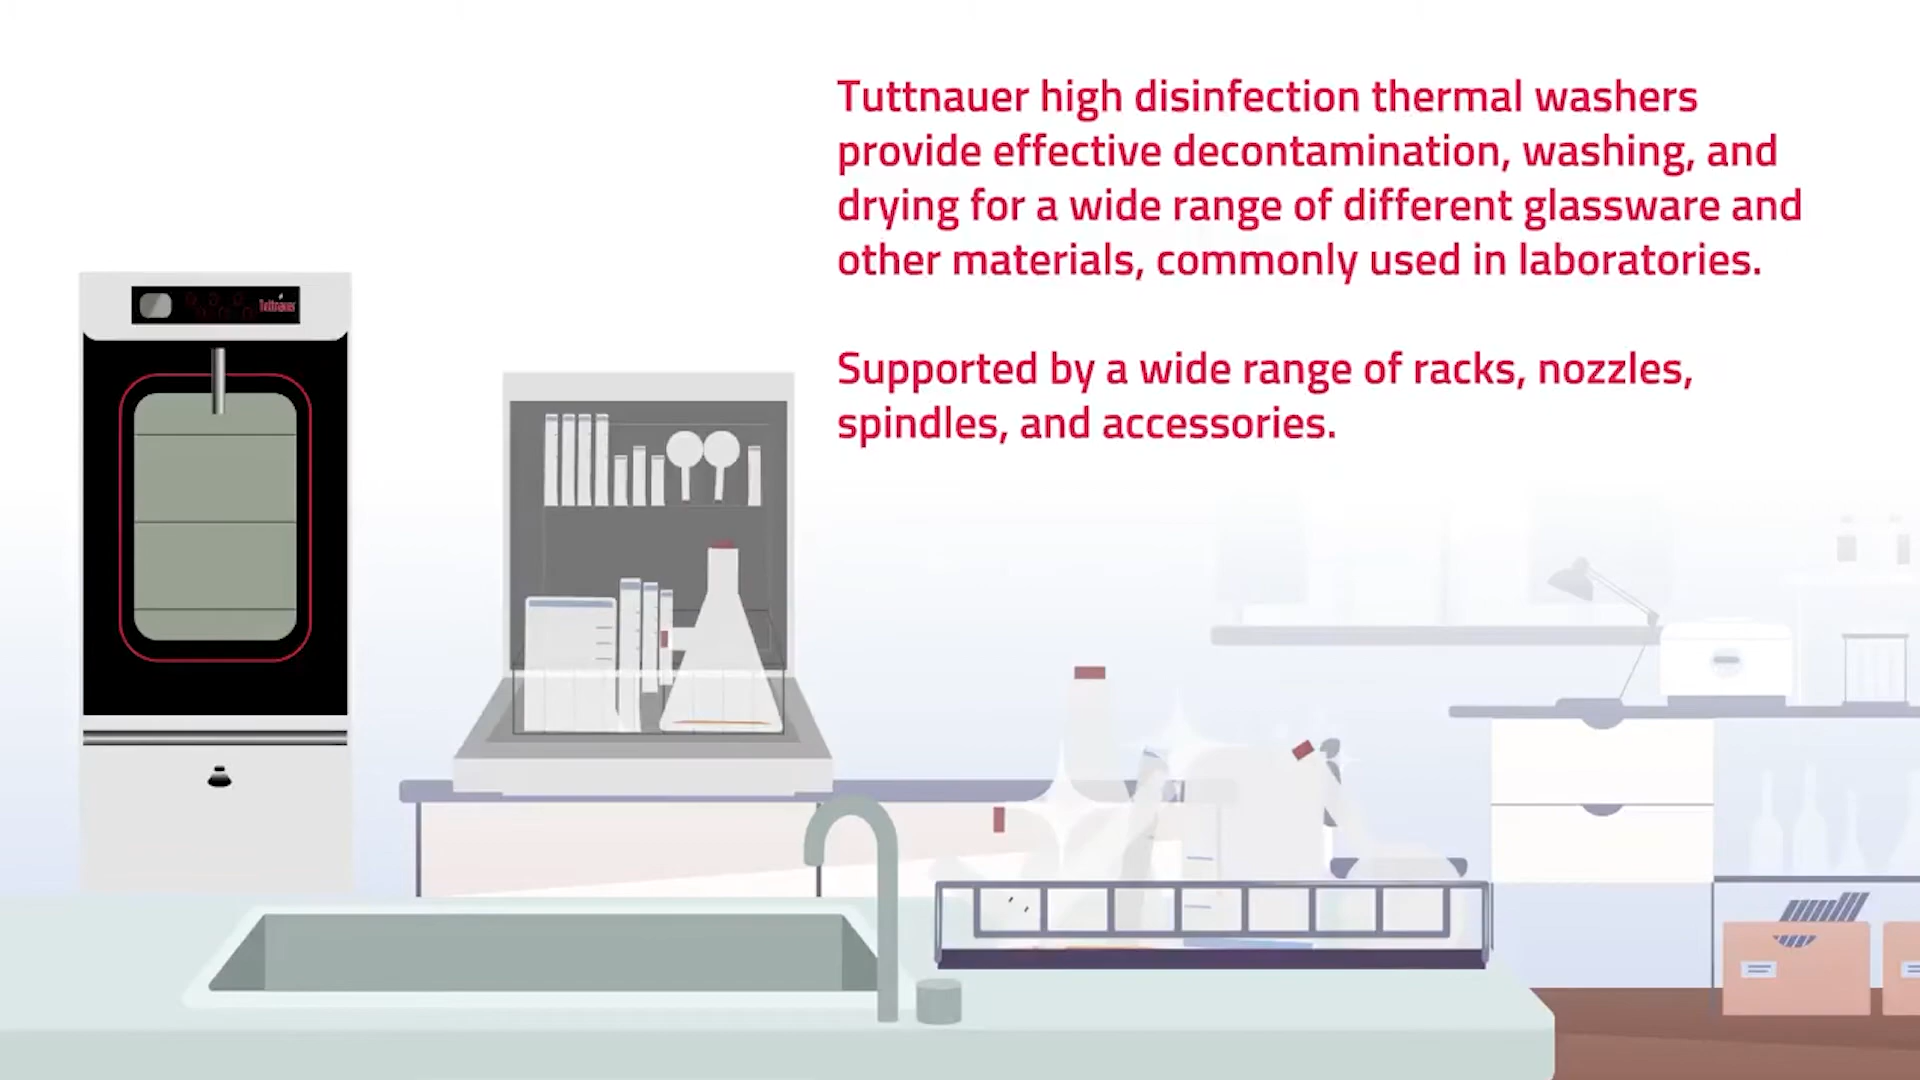 Tuttnauer high disinfection thermal washers
provide effective decontamination, washing, and
drying for a wide range of different glassware and
other materials, commonly used in laboratories.
Supported by a wide range of racks, nozzles,
spindles, and accessories.
Tuttnauer